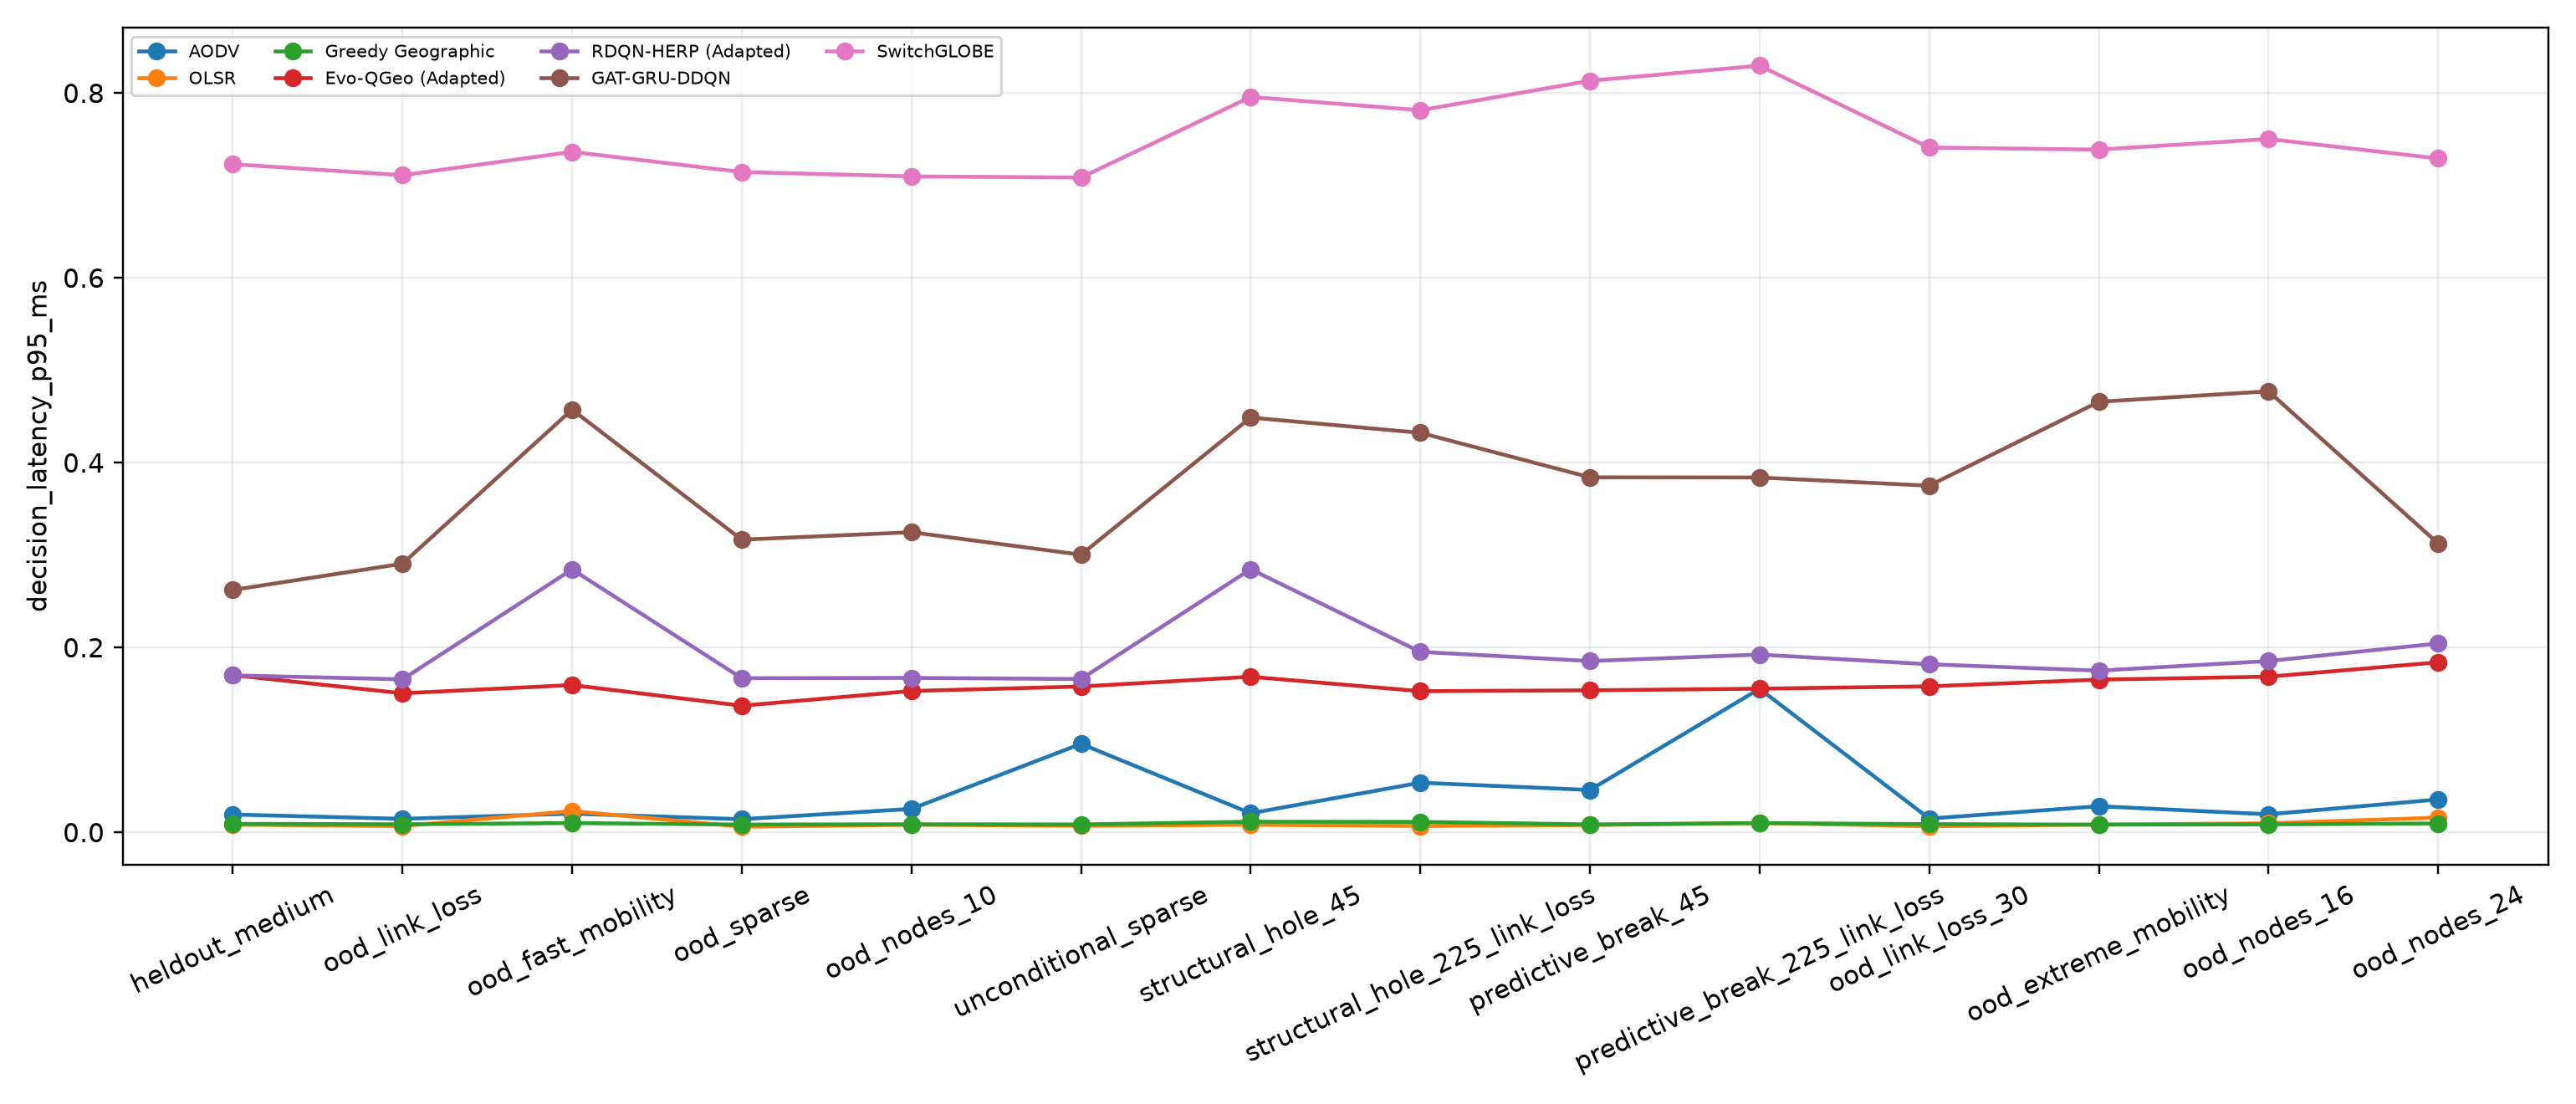 AODV
OLSR
Greedy Geographic
Evo-QGeo (Adapted)
RDQN-HERP (Adapted)
GAT-GRU-DDQN
SwitchGLOBE
decision_latency_p95_ms
0.8
0.6
0.4
0.2
0.0
heldout_medium
ood_link_loss
ood_fast_mobility
ood_sparse
ood_nodes_10
unconditional_sparse
structural_hole_45
structural_hole_225_link_loss
predictive_break_45
predictive_break_225_link_loss
ood_link_loss_30
ood_extreme_mobility
ood_nodes_16
ood_nodes_24